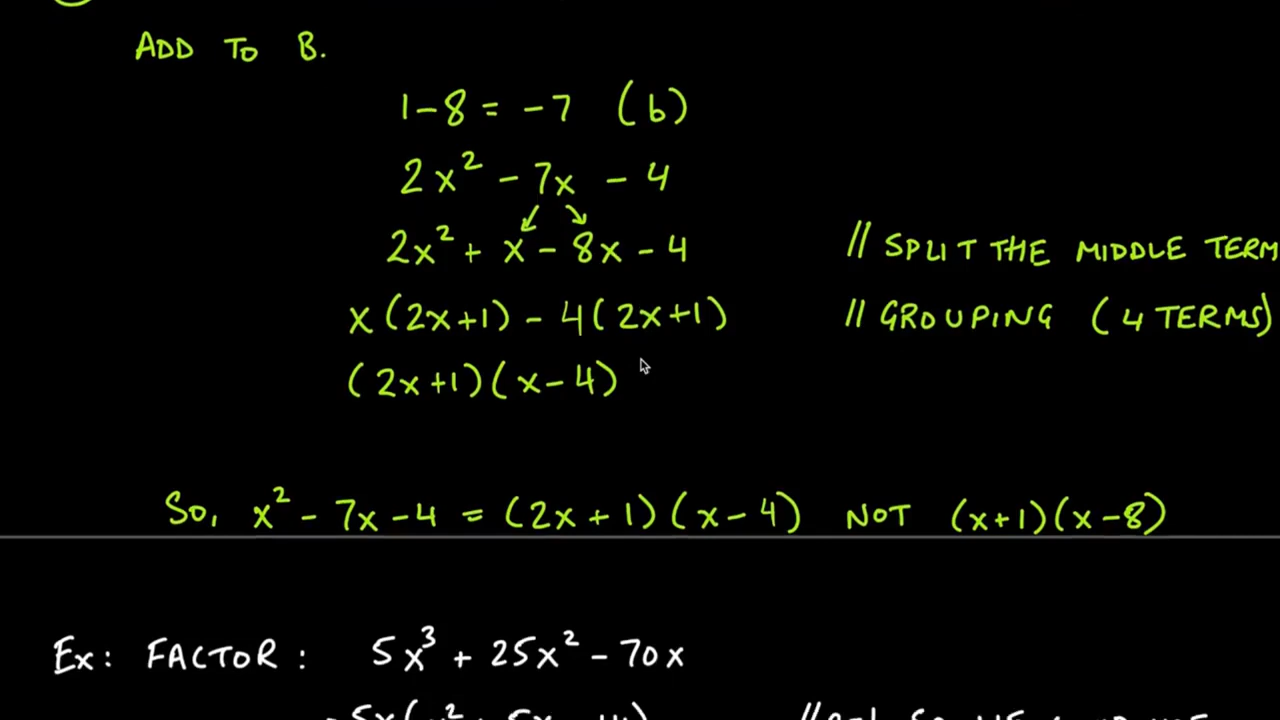 ADD TO B.
1-8 = -7 (b)
2x² - 7x - 4
2x² + x - 8x - 4 // SPLIT THE MIDDLE TERM
x(2x+1) - 4(2x+1) // GROUPING (4 TERMS)
(2x+1)(x-4)
So, x² - 7x - 4 = (2x+1)(x-4) NOT (x+1)(x-8)
Ex: FACTOR: 5x³ + 25x² - 70x